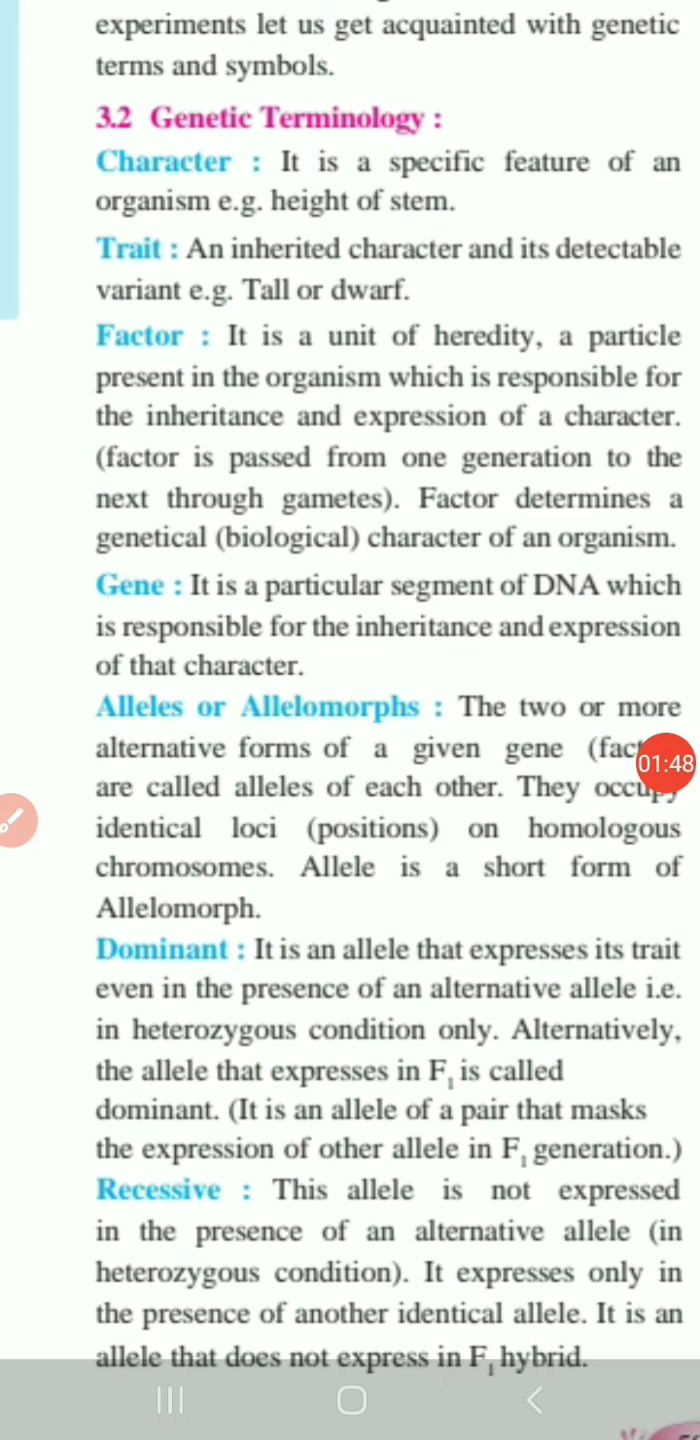 experiments let us get acquainted with genetic
terms and symbols.
3.2 Genetic Terminology :
Character : It is a specific feature of an
organism e.g. height of stem.
Trait : An inherited character and its detectable
variant e.g. Tall or dwarf.
Factor : It is a unit of heredity, a particle
present in the organism which is responsible for
the inheritance and expression of a character.
(factor is passed from one generation to the
next through gametes). Factor determines a
genetical (biological) character of an organism.
Gene : It is a particular segment of DNA which
is responsible for the inheritance and expression
of that character.
Alleles or Allelomorphs : The two or more
alternative forms of a given gene
01:48
are called alleles of each other. They occupy
identical loci (positions) on homologous
chromosomes. Allele is a short form of
Allelomorph.
Dominant : It is an allele that expresses its trait
even in the presence of an alternative allele i.e.
in heterozygous condition only. Alternatively,
the allele that expresses in F₁ is called
dominant. (It is an allele of a pair that masks
the expression of other allele in F₁ generation.)
Recessive : This allele is not expressed
in the presence of an alternative allele (in
heterozygous condition). It expresses only in
the presence of another identical allele. It is an
allele that does not express in F₁ hybrid.